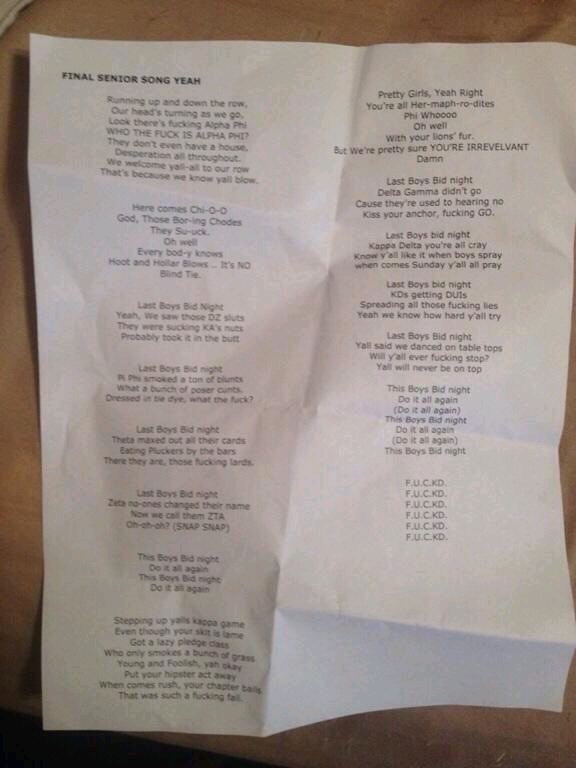 FINAL SENIOR SONG YEAH
Running up and down the row,
Our head's turning as we go,
Look there's fucking Alpha Phi
WHO THE FUCK IS ALPHA PHI?
They don't even have a house,
Desperation all throughout.
We welcome yall-all to our row
That's because we know yall blow.
Here comes Chi-O-O
God, Those Bor-ing Chodes
They Su-uck.
Oh well
Every bod-y knows
Hoot and Hollar Blows .. It's NO
Blind Tie.
Last Boys Bid Night
Yeah, We saw those DZ sluts
They were sucking KA's nuts
Probably took it in the butt
Last Boys Bid night
Pi Phi smoked a ton of blunts
What a bunch of poser cunts.
Dressed in tie dye, what the fuck?
Last Boys Bid night
Theta maxed out all their cards
Eating Pluckers by the bars
There they are, those fucking lards.
Last Boys Bid night
Zeta no-ones changed their name
Now we call them ZTA
Oh-oh-oh? (SNAP SNAP)
This Boys Bid night
Do it all again
This Boys Bid night
Do it all again
Stepping up yalls kappa game
Even though your skit is lame
Got a lazy pledge class
Who only smokes a bunch of grass
Young and Foolish, yah okay
Put your hipster act away
When comes rush, your chapter bails
That was such a fucking fail.
Pretty Girls, Yeah Right
You're all Her-maph-ro-dites
Phi Whoooo
Oh well
With your lions' fur.
But We're pretty sure YOU'RE IRREVELVANT
Damn
Last Boys Bid night
Delta Gamma didn't go
Cause they're used to hearing no
Kiss your anchor, fucking GO.
Last Boys bid night
Kappa Delta you're all cray
Know y'all like it when boys spray
when comes Sunday y'all all pray
Last Boys bid night
KDs getting DUIs
Spreading all those fucking lies
Yeah we know how hard y'all try
Last Boys Bid night
Yall said we danced on table tops
Will y'all ever fucking stop?
Yall will never be on top
This Boys Bid night
Do it all again
(Do it all again)
This Boys Bid night
Do it all again
(Do it all again)
This Boys Bid night
F.U.C.KD.
F.U.C.KD.
F.U.C.KD.
F.U.C.KD.
F.U.C.KD.
F.U.C.KD.